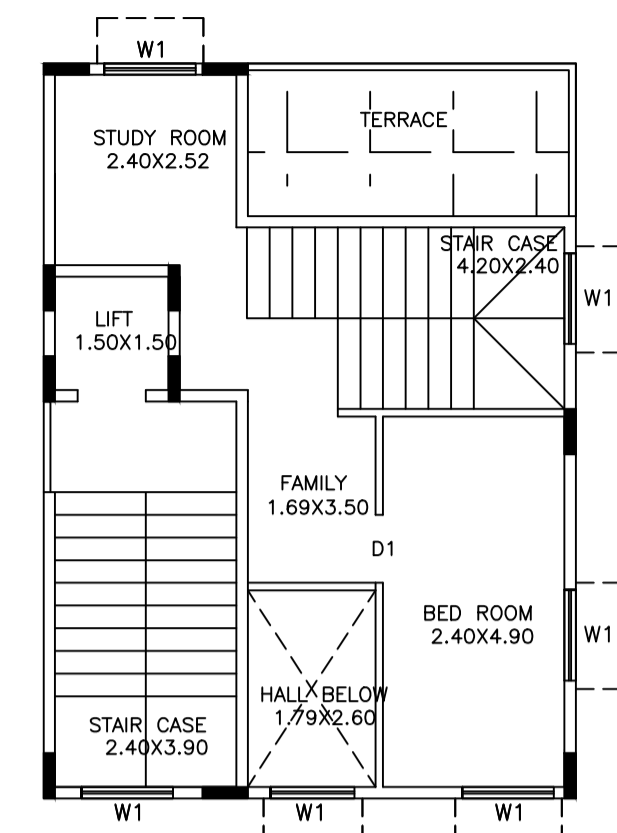 W1
TERRACE
STUDY ROOM
2.40X2.52
STAIR CASE
4.20X2.40
W1
LIFT
1.50X1.50
FAMILY
1.69X3.50
D1
BED ROOM
2.40X4.90
W1
HALL BELOW
1.79X2.60
STAIR CASE
2.40X3.90
W1
W1
W1